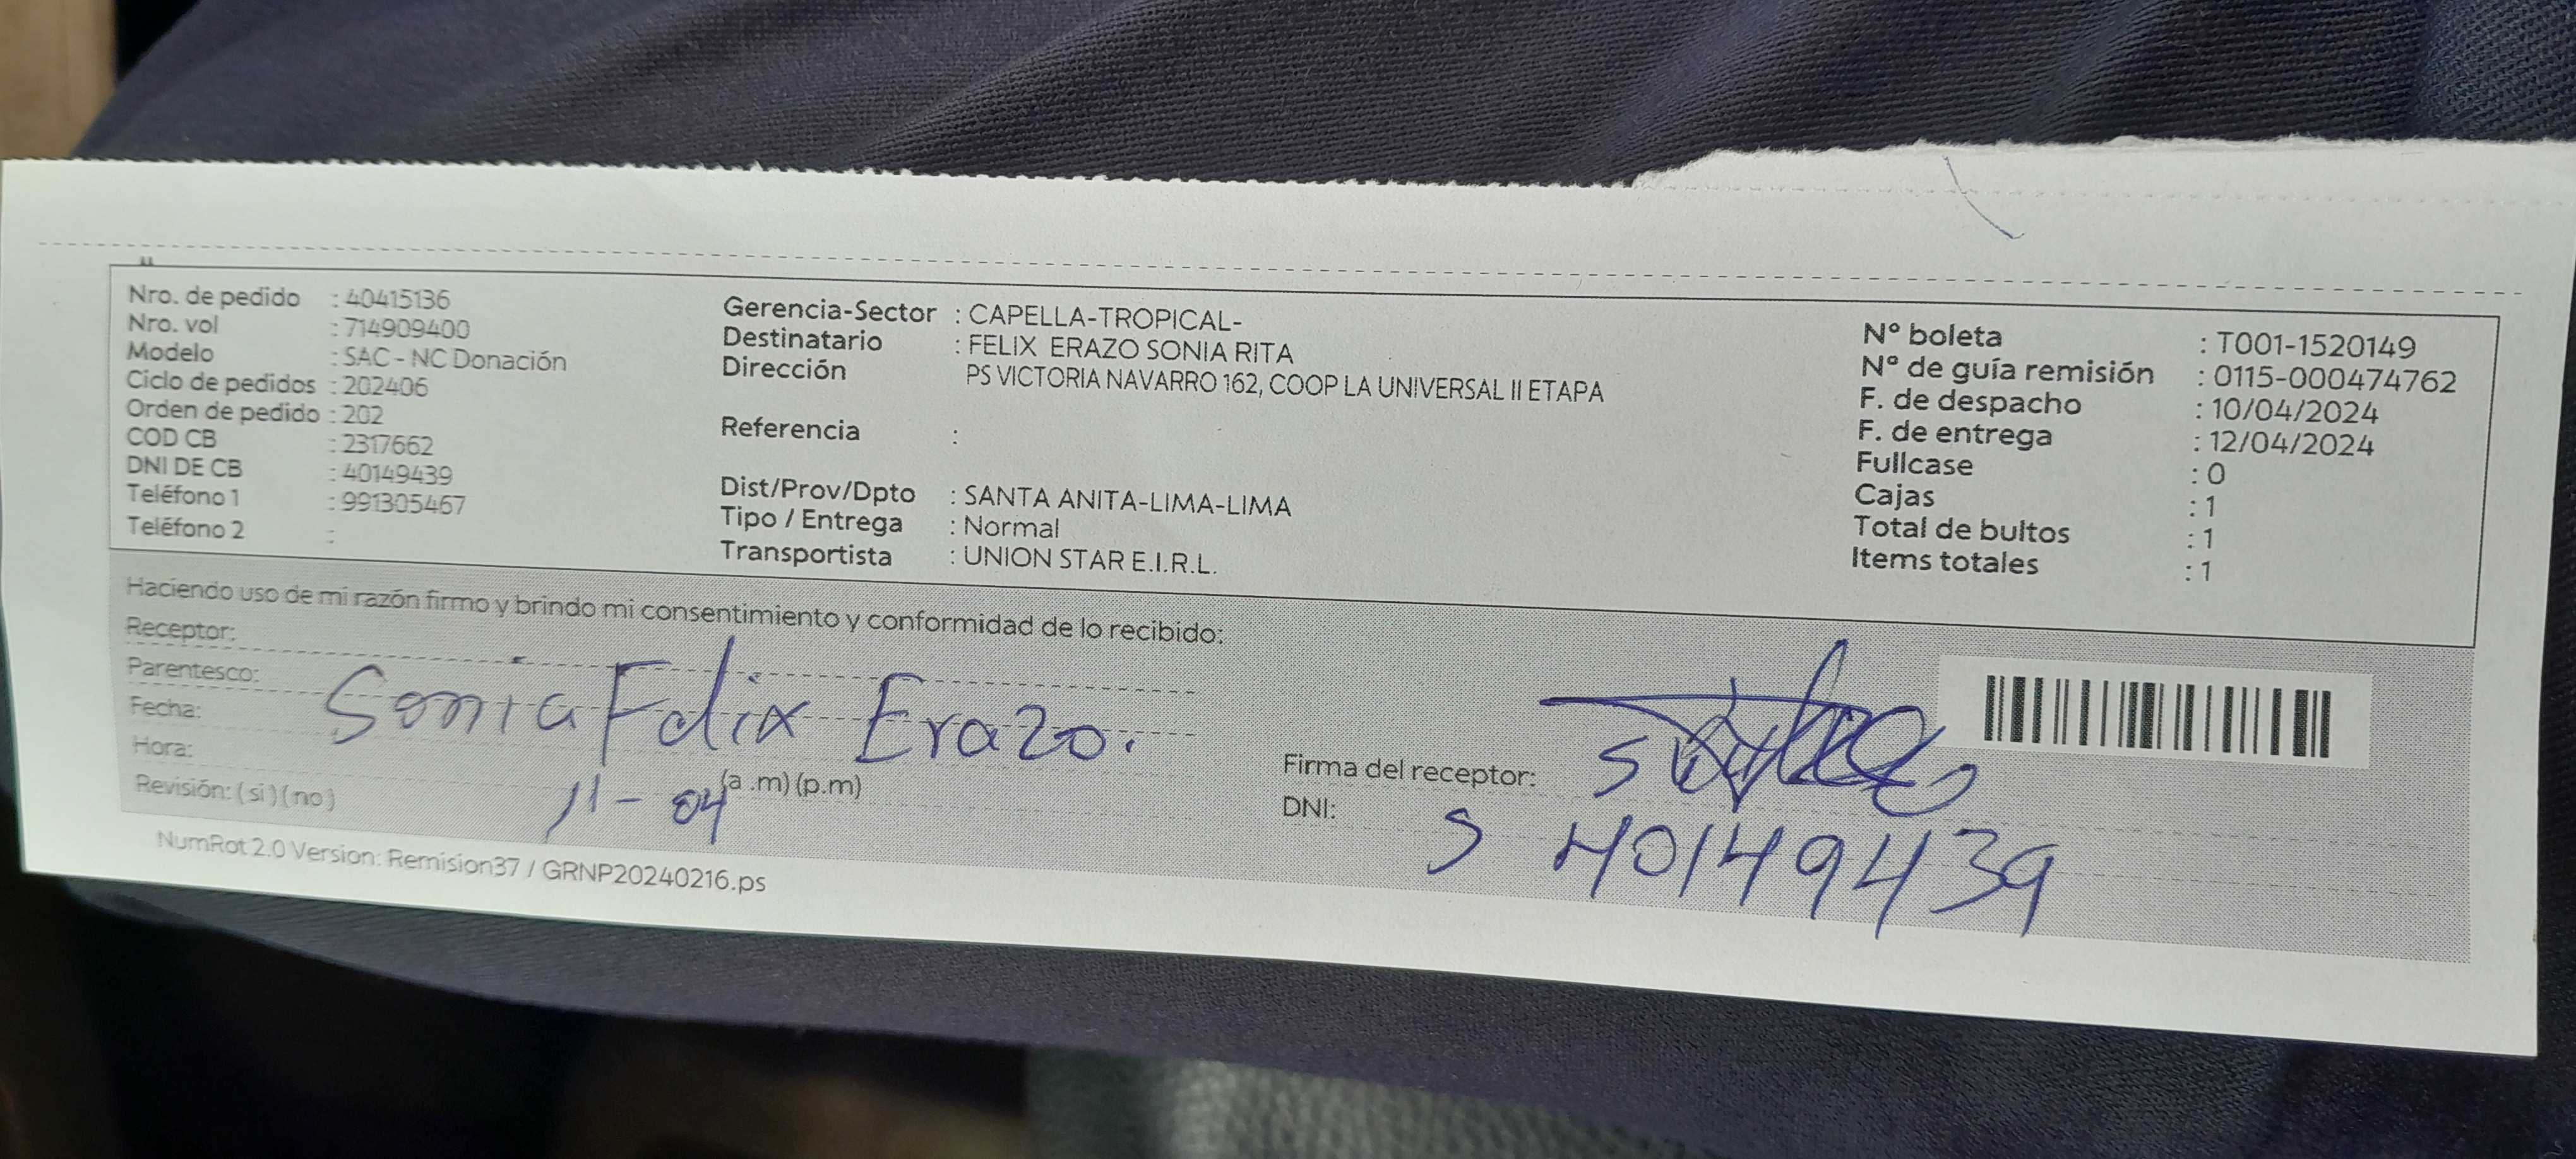 Nro. de pedido : 40415136
Nro. vol : 714909400
Modelo : SAC - NC Donación
Ciclo de pedidos : 202406
Orden de pedido : 202
COD CB : 2317662
DNI DE CB : 40149439
Teléfono 1 : 991305467
Teléfono 2 :
Gerencia-Sector : CAPELLA-TROPICAL-
Destinatario : FELIX ERAZO SONIA RITA
Dirección PS VICTORIA NAVARRO 162, COOP LA UNIVERSAL II ETAPA
Referencia :
Dist/Prov/Dpto : SANTA ANITA-LIMA-LIMA
Tipo / Entrega : Normal
Transportista : UNION STAR E.I.R.L.
Nº boleta : T001-1520149
Nº de guía remisión : 0115-000474762
F. de despacho : 10/04/2024
F. de entrega : 12/04/2024
Fullcase : 0
Cajas : 1
Total de bultos : 1
Items totales : 1
Haciendo uso de mi razón firmo y brindo mi consentimiento y conformidad de lo recibido:
Receptor:
Parentesco:
Sonia Felix Erazo.
Fecha:
Hora: (a .m) (p.m)
11 - 04
Revisión: ( si ) ( no )
Firma del receptor:
DNI: S 40149439
NumRot 2.0 Version: Remision37 / GRNP20240216.ps